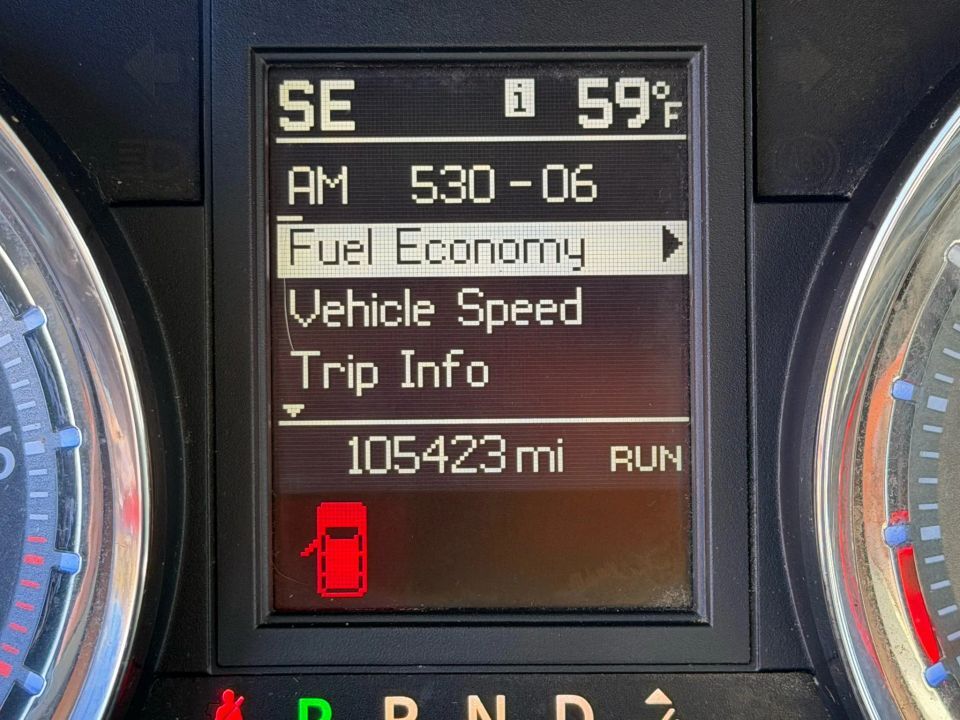 SE i 59°F
AM 530-06
Fuel Economy
Vehicle Speed
Trip Info
105423 mi RUN
P R N D